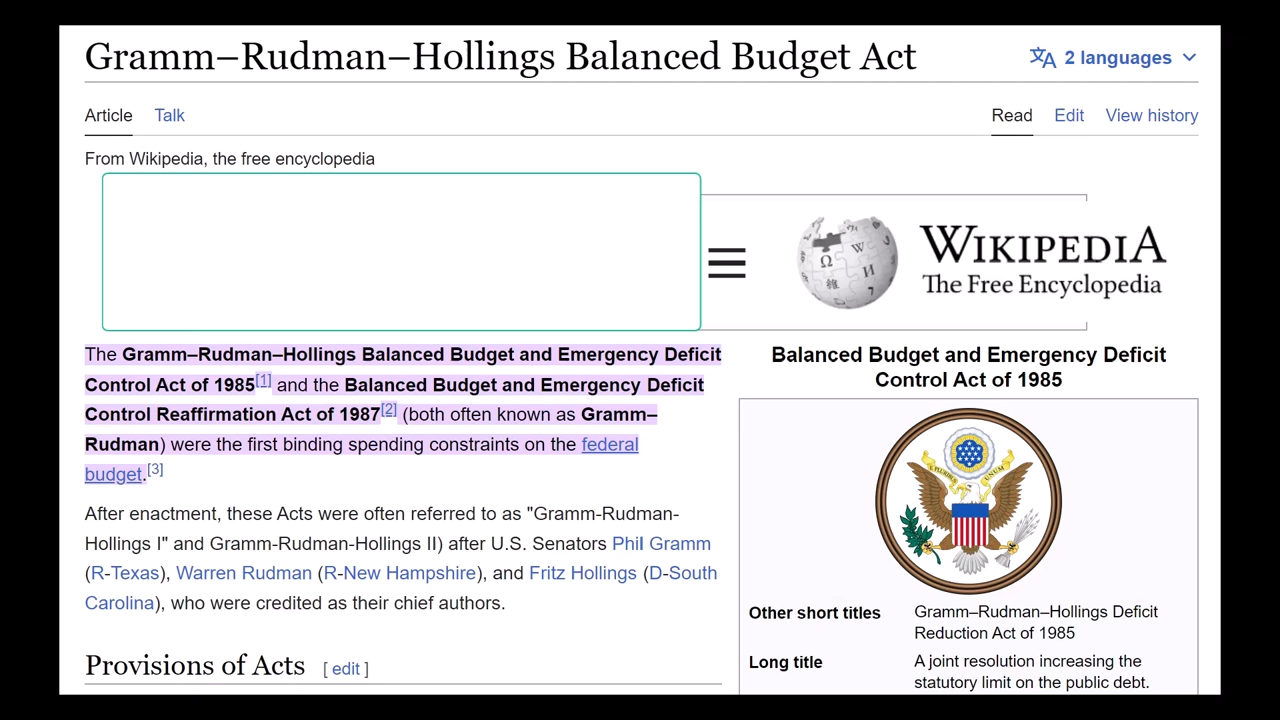 Gramm–Rudman–Hollings Balanced Budget Act
2 languages
Article Talk
Read Edit View history
From Wikipedia, the free encyclopedia
WIKIPEDIA
The Free Encyclopedia
The Gramm–Rudman–Hollings Balanced Budget and Emergency Deficit
Control Act of 1985[1] and the Balanced Budget and Emergency Deficit
Control Reaffirmation Act of 1987[2] (both often known as Gramm–
Rudman) were the first binding spending constraints on the federal
budget.[3]
After enactment, these Acts were often referred to as "Gramm-Rudman-
Hollings I" and Gramm-Rudman-Hollings II) after U.S. Senators Phil Gramm
(R-Texas), Warren Rudman (R-New Hampshire), and Fritz Hollings (D-South
Carolina), who were credited as their chief authors.
Provisions of Acts [ edit ]
Balanced Budget and Emergency Deficit
Control Act of 1985
E PLURIBUS UNUM
Other short titles Gramm–Rudman–Hollings Deficit
Reduction Act of 1985
Long title A joint resolution increasing the
statutory limit on the public debt.